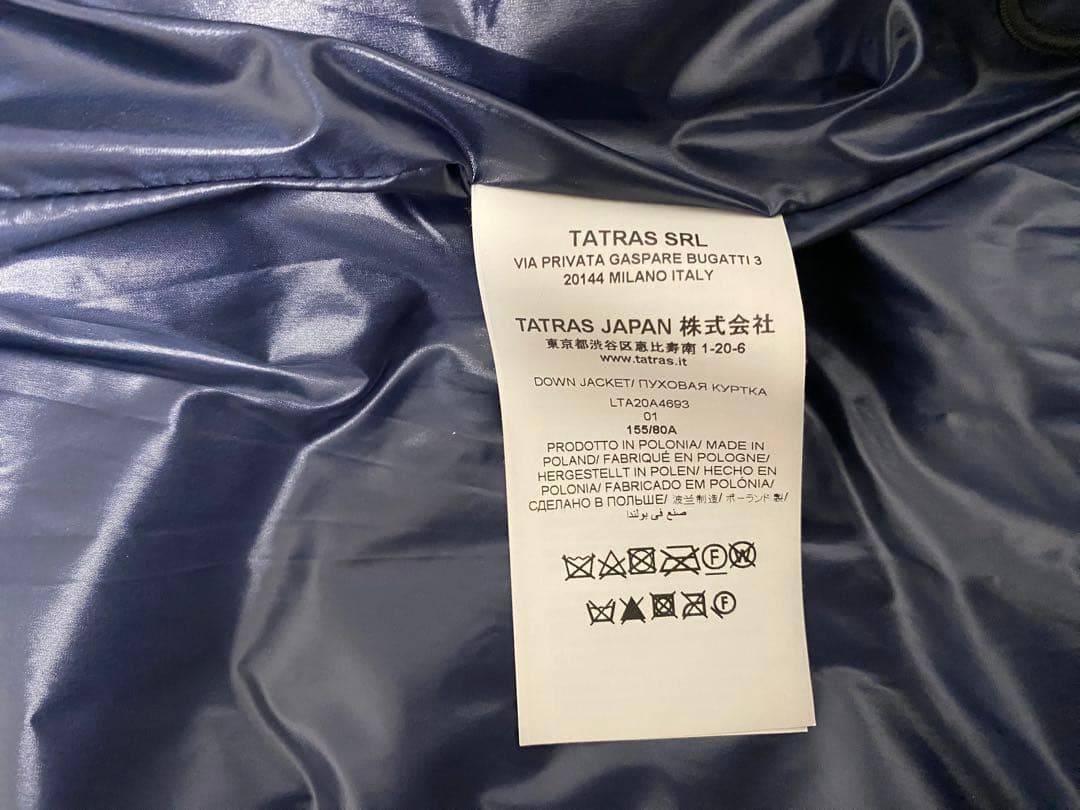 TATRAS SRL
VIA PRIVATA GASPARE BUGATTI 3
20144 MILANO ITALY
TATRAS JAPAN 株式会社
東京都渋谷区恵比寿南 1-20-6
www.tatras.it
DOWN JACKET/ ПУХОВАЯ КУРТКА
LTA20A4693
01
155/80A
PRODOTTO IN POLONIA/ MADE IN
POLAND/ FABRIQUÉ EN POLOGNE/
HERGESTELLT IN POLEN/ HECHO EN
POLONIA/ FABRICADO EM POLÓNIA/
СДЕЛАНО В ПОЛЬШЕ/ 波兰制造/ ポーランド製/
صنع في بولندا
F W
F